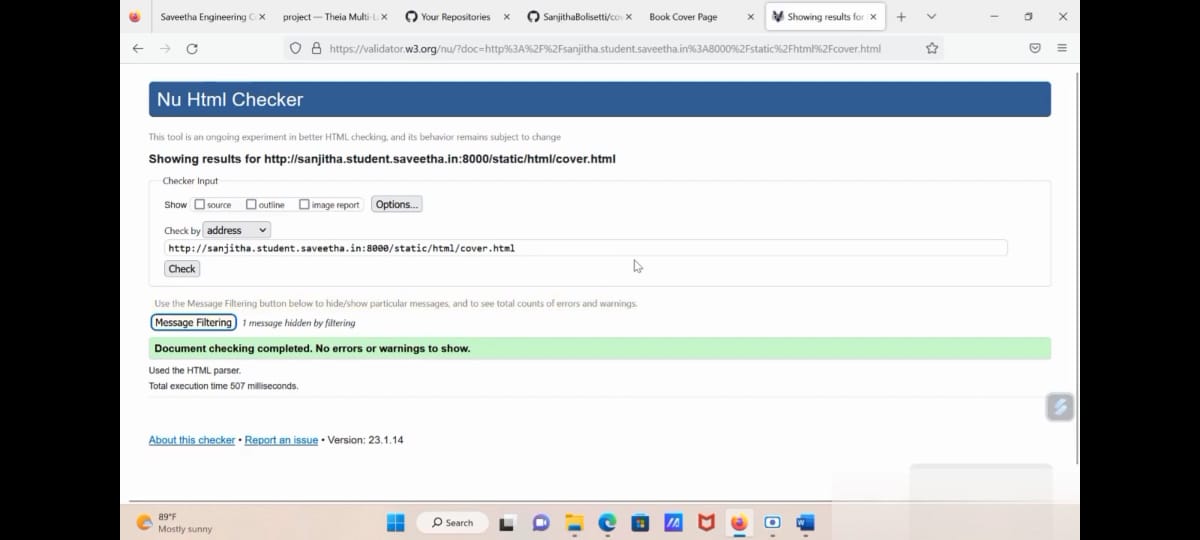 Saveetha Engineering C
project — Theia Multi-L
Your Repositories
SanjithaBolisetti/cov
Book Cover Page
Showing results for
https://validator.w3.org/nu/?doc=http%3A%2F%2Fsanjitha.student.saveetha.in%3A8000%2Fstatic%2Fhtml%2Fcover.html
Nu Html Checker
This tool is an ongoing experiment in better HTML checking, and its behavior remains subject to change
Showing results for http://sanjitha.student.saveetha.in:8000/static/html/cover.html
Checker Input
Show source outline image report Options...
Check by address
http://sanjitha.student.saveetha.in:8000/static/html/cover.html
Check
Use the Message Filtering button below to hide/show particular messages, and to see total counts of errors and warnings.
Message Filtering 1 message hidden by filtering
Document checking completed. No errors or warnings to show.
Used the HTML parser.
Total execution time 507 milliseconds.
About this checker • Report an issue • Version: 23.1.14
89°F
Mostly sunny
Search